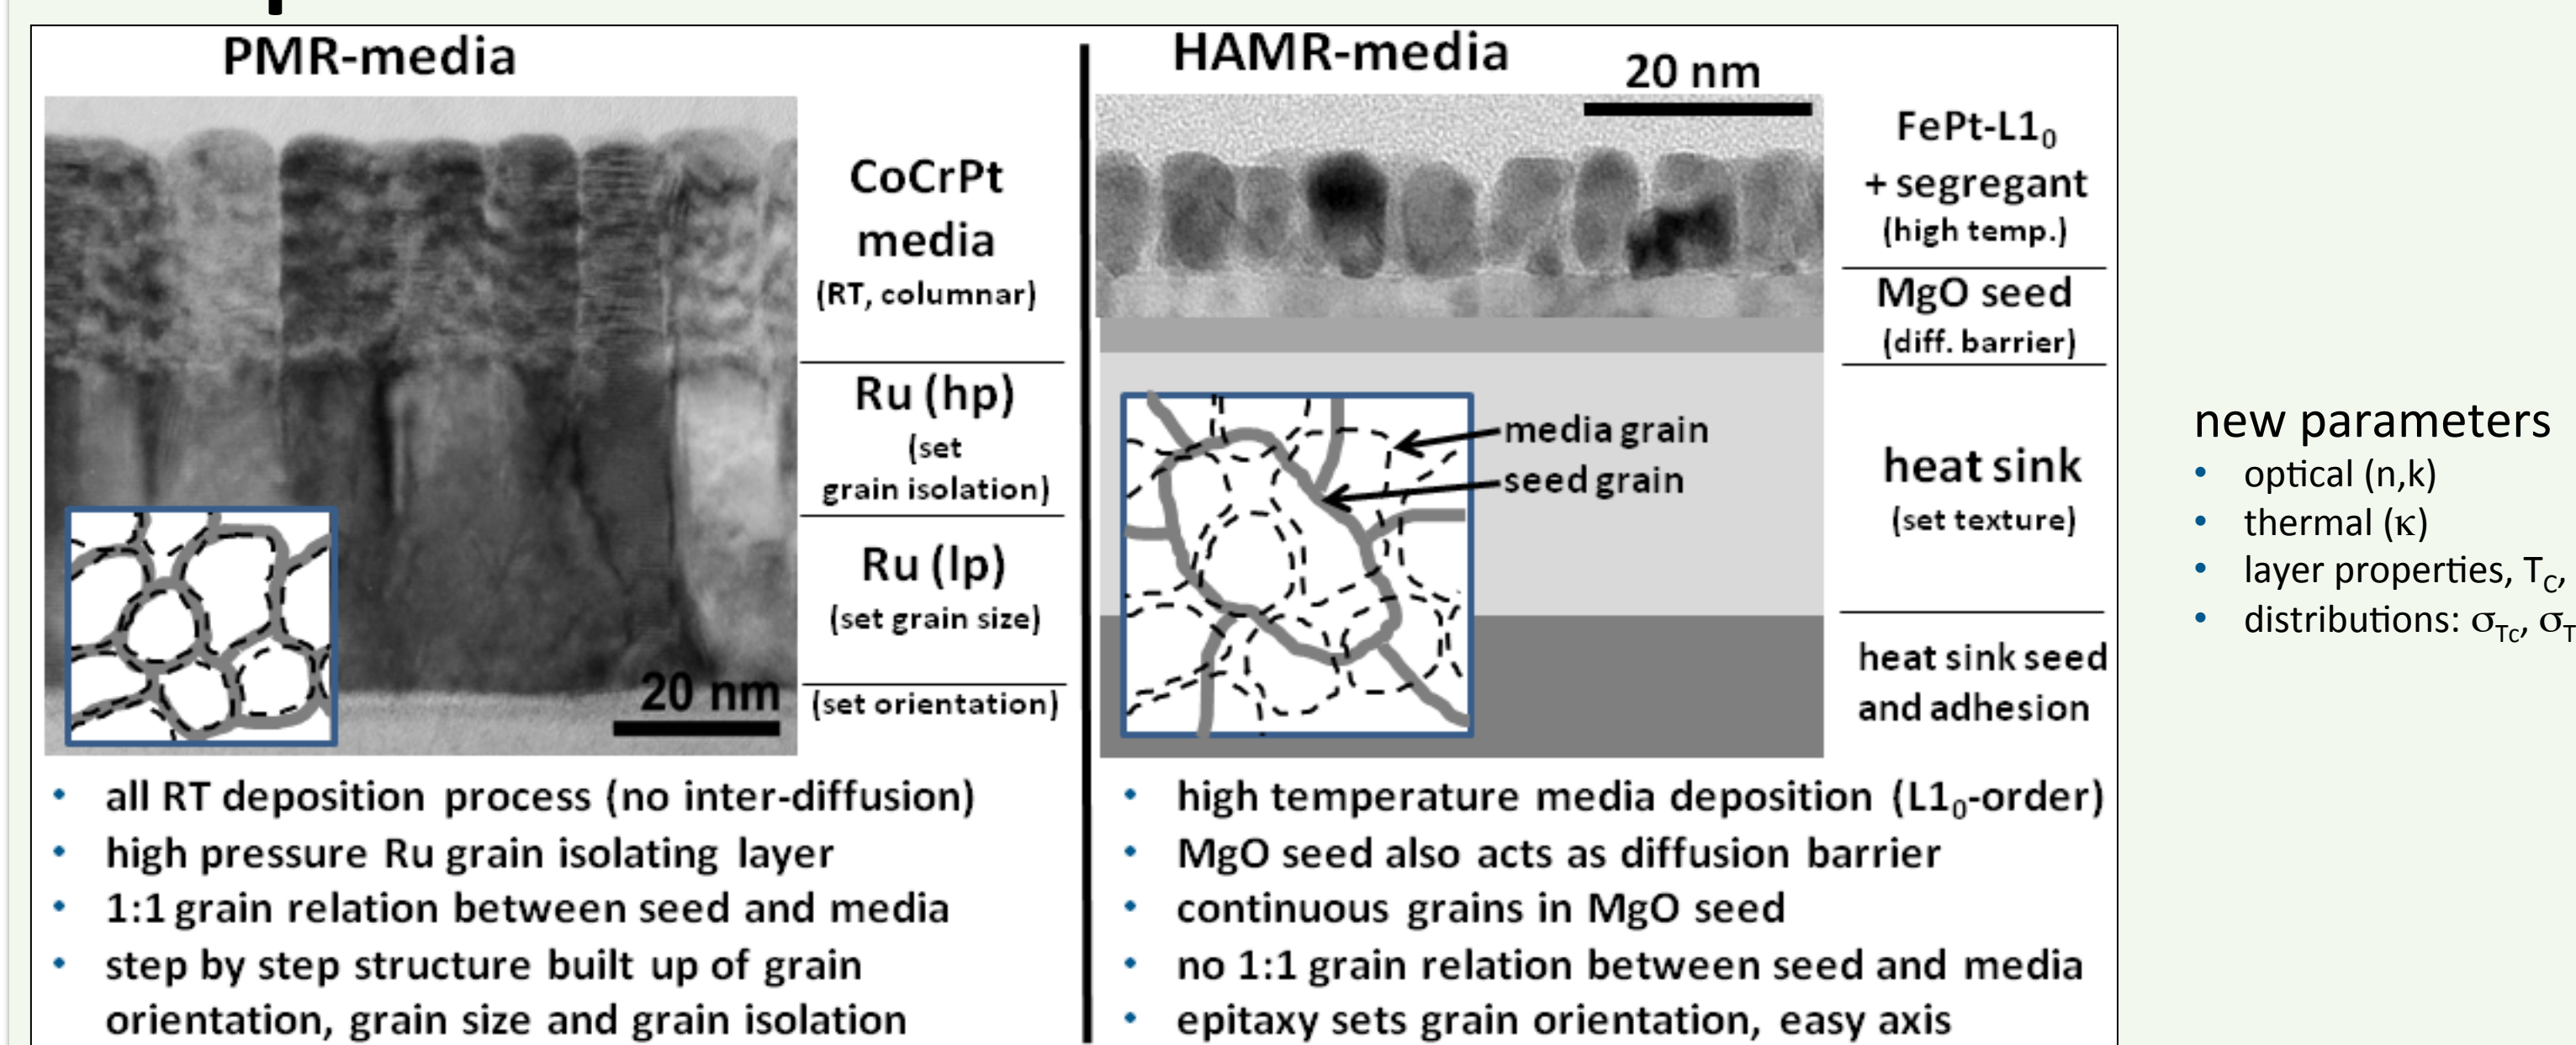 PMR-media
CoCrPt
media
(RT, columnar)
Ru (hp)
(set
grain isolation)
Ru (lp)
(set grain size)
(set orientation)
20 nm
• all RT deposition process (no inter-diffusion)
• high pressure Ru grain isolating layer
• 1:1 grain relation between seed and media
• step by step structure built up of grain
orientation, grain size and grain isolation
HAMR-media
20 nm
FePt-L1₀
+ segregant
(high temp.)
MgO seed
(diff. barrier)
heat sink
(set texture)
heat sink seed
and adhesion
media grain
seed grain
• high temperature media deposition (L1₀-order)
• MgO seed also acts as diffusion barrier
• continuous grains in MgO seed
• no 1:1 grain relation between seed and media
• epitaxy sets grain orientation, easy axis
new parameters
• optical (n,k)
• thermal (κ)
• layer properties, T_C,
• distributions: σ_Tc, σ_T